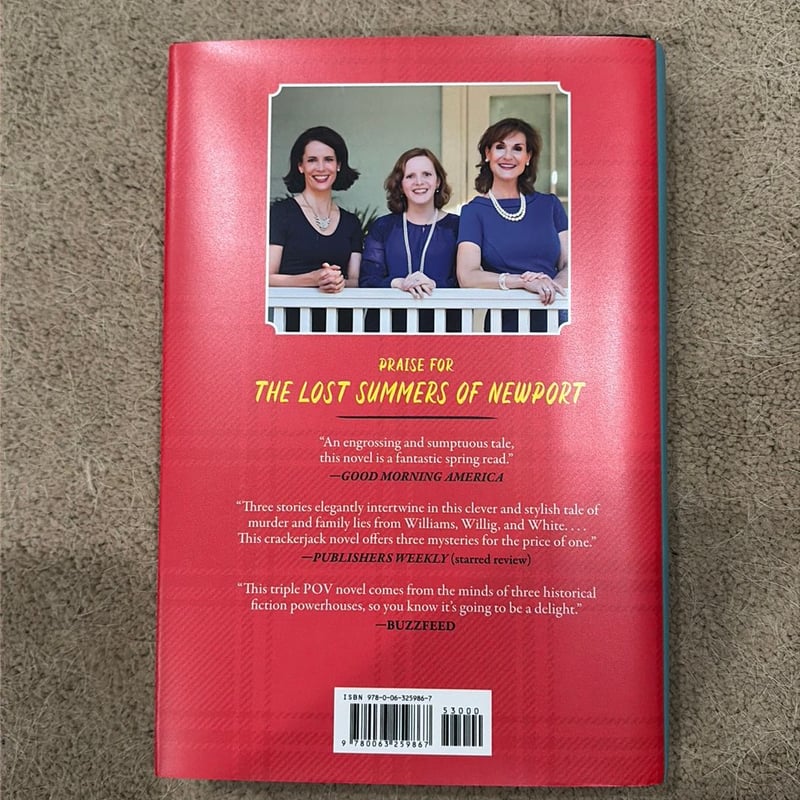 PRAISE FOR
THE LOST SUMMERS OF NEWPORT
“An engrossing and sumptuous tale,
this novel is a fantastic spring read.”
—GOOD MORNING AMERICA
“Three stories elegantly intertwine in this clever and stylish tale of
murder and family lies from Williams, Willig, and White. . . .
This crackerjack novel offers three mysteries for the price of one.”
—PUBLISHERS WEEKLY (starred review)
“This triple POV novel comes from the minds of three historical
fiction powerhouses, so you know it’s going to be a delight.”
—BUZZFEED
ISBN 978-0-06-325986-7
53000
9 780063 259867